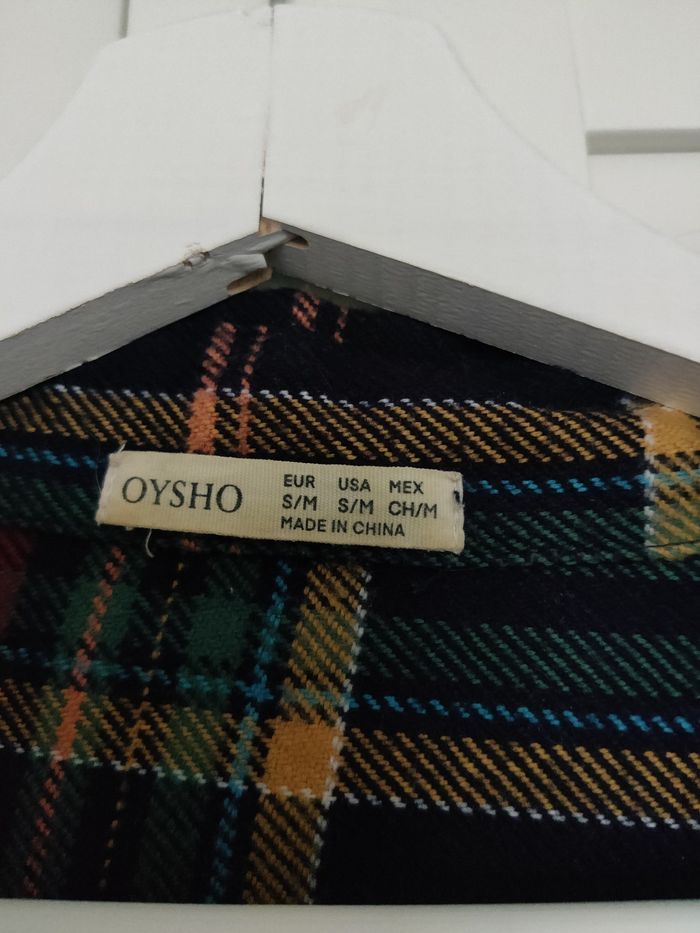 OYSHO
EUR USA MEX
S/M S/M CH/M
MADE IN CHINA